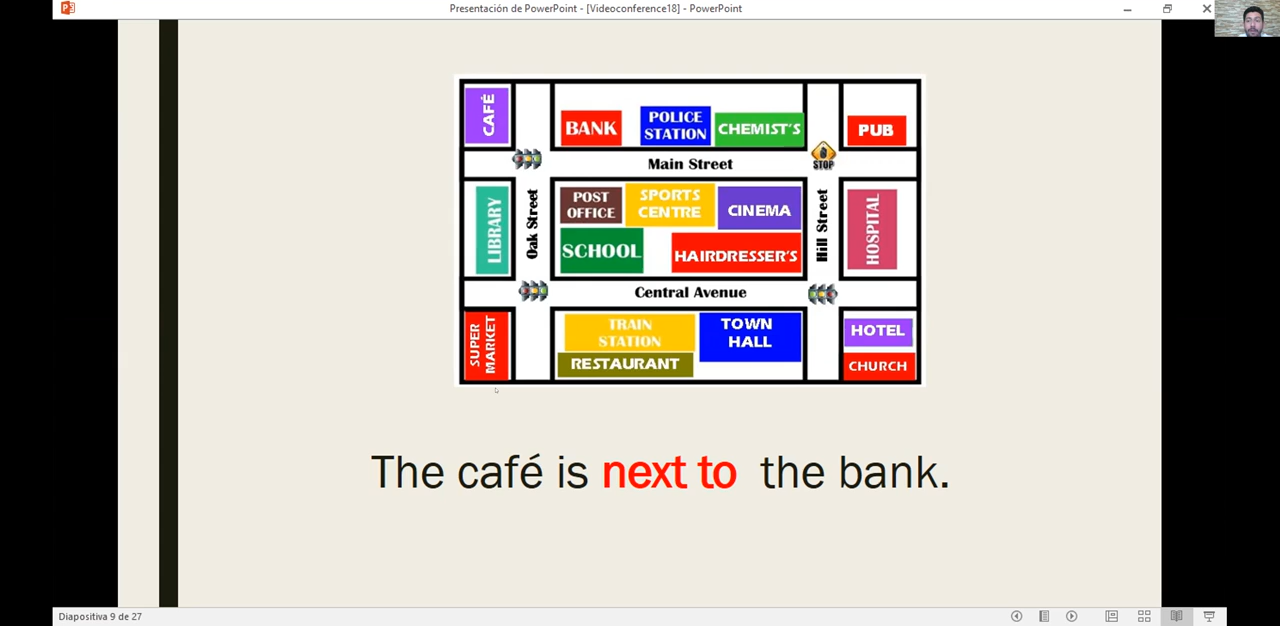 Presentación de PowerPoint - [Videoconference18] - PowerPoint
CAFÉ
BANK
POLICE
STATION
CHEMIST'S
PUB
Main Street
STOP
LIBRARY
Oak Street
POST
OFFICE
SPORTS
CENTRE
CINEMA
Hill Street
HOSPITAL
SCHOOL
HAIRDRESSER'S
Central Avenue
SUPER
MARKET
TRAIN
STATION
TOWN
HALL
HOTEL
RESTAURANT
CHURCH
The café is next to the bank.
Diapositiva 9 de 27